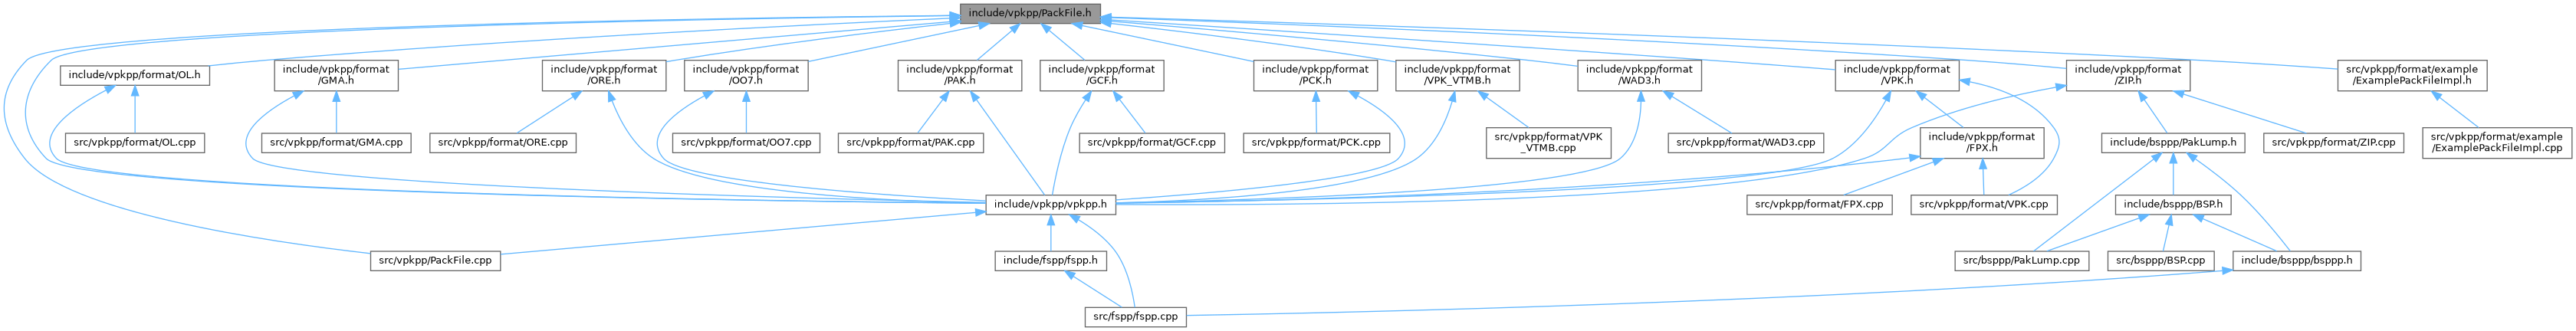 include/vpkpp/PackFile.h
include/vpkpp/format/OL.h
include/vpkpp/format
/GMA.h
include/vpkpp/format
/ORE.h
include/vpkpp/format
/OO7.h
include/vpkpp/format
/PAK.h
include/vpkpp/format
/GCF.h
include/vpkpp/format
/PCK.h
include/vpkpp/format
/VPK_VTMB.h
include/vpkpp/format
/WAD3.h
include/vpkpp/format
/VPK.h
include/vpkpp/format
/ZIP.h
src/vpkpp/format/example
/ExamplePackFileImpl.h
src/vpkpp/format/OL.cpp
src/vpkpp/format/GMA.cpp
src/vpkpp/format/ORE.cpp
src/vpkpp/format/OO7.cpp
src/vpkpp/format/PAK.cpp
src/vpkpp/format/GCF.cpp
src/vpkpp/format/PCK.cpp
src/vpkpp/format/VPK
_VTMB.cpp
src/vpkpp/format/WAD3.cpp
include/vpkpp/format
/FPX.h
include/bsppp/PakLump.h
src/vpkpp/format/ZIP.cpp
src/vpkpp/format/example
/ExamplePackFileImpl.cpp
include/vpkpp/vpkpp.h
src/vpkpp/format/FPX.cpp
src/vpkpp/format/VPK.cpp
include/bsppp/BSP.h
src/vpkpp/PackFile.cpp
include/fspp/fspp.h
src/bsppp/PakLump.cpp
src/bsppp/BSP.cpp
include/bsppp/bsppp.h
src/fspp/fspp.cpp